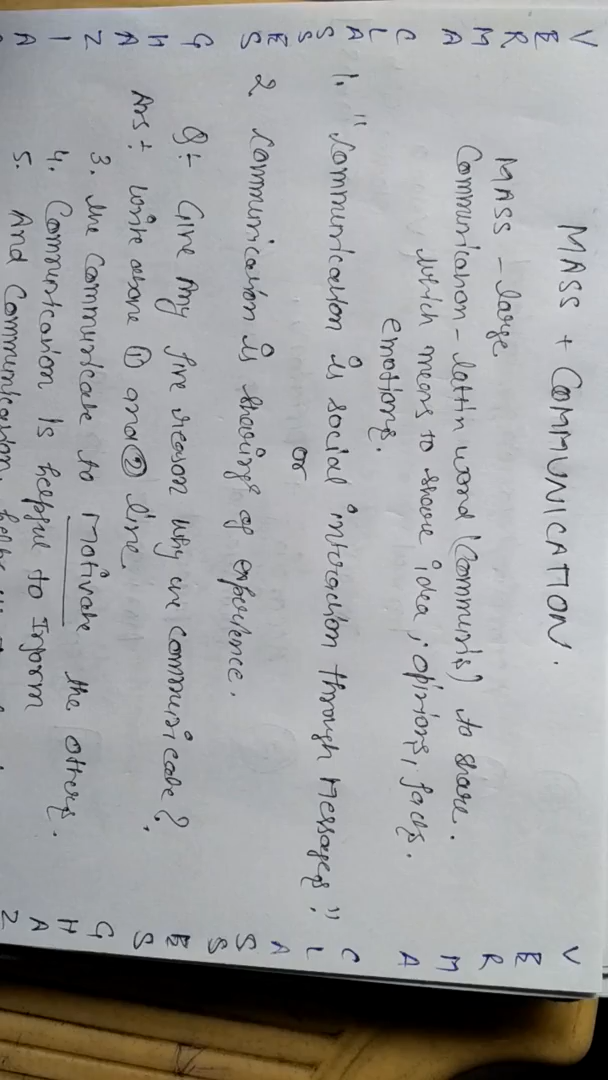 MASS + COMMUNICATION.
MASS - large
Communication - lattin word (Communis) to share.
which means to share idea, opinions, facts.
emotions.
1. "Communication is social interaction through messages".
or
2. Communication is sharing of experience.
Q:- Give Any five reason why we communicate?
Ans:- write above ① and ② line.
3. the Communicate to Motivate the others.
4. Communication is helpful to Inform
5. And Communication
V E R M A C L A S S E S G H A Z I A
V E R M A C L A S S E S G H A Z